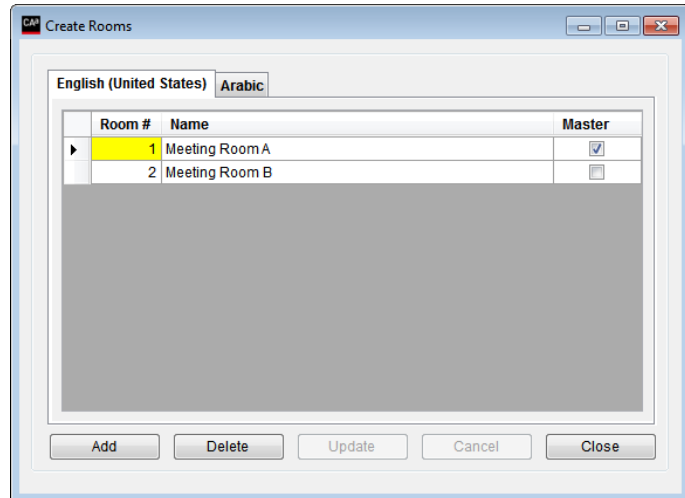 CA⁴ Create Rooms
English (United States) Arabic
Room # Name Master
1 Meeting Room A
2 Meeting Room B
Add Delete Update Cancel Close